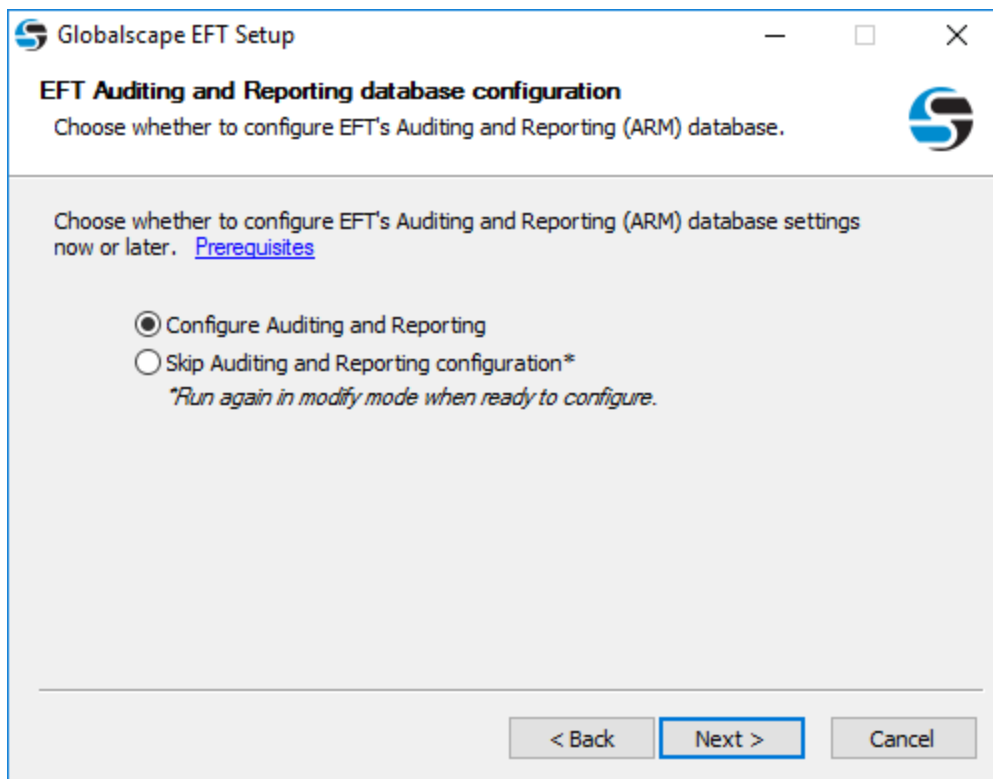 Globalscape EFT Setup
EFT Auditing and Reporting database configuration
Choose whether to configure EFT's Auditing and Reporting (ARM) database.
Choose whether to configure EFT's Auditing and Reporting (ARM) database settings
now or later. Prerequisites
Configure Auditing and Reporting
Skip Auditing and Reporting configuration*
*Run again in modify mode when ready to configure.
< Back Next > Cancel